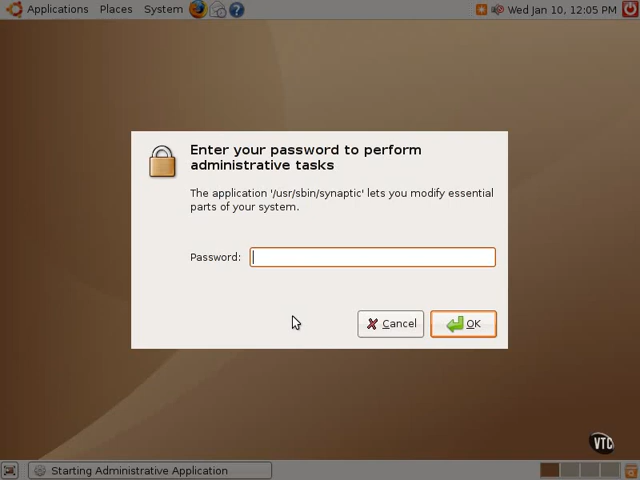 Applications Places System Wed Jan 10, 12:05 PM
Enter your password to perform
administrative tasks
The application '/usr/sbin/synaptic' lets you modify essential
parts of your system.
Password:
Cancel OK
VTC
Starting Administrative Application